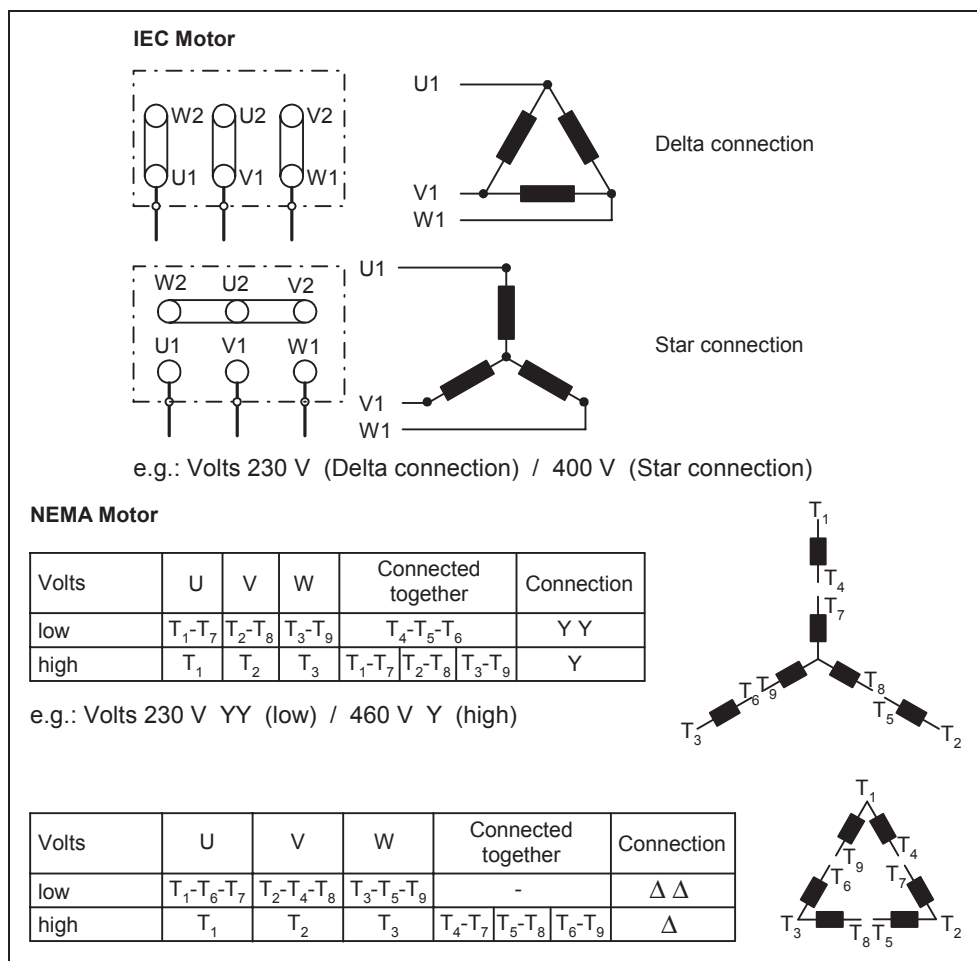 IEC Motor
W2 U2 V2
U1 V1 W1
U1
V1
W1
Delta connection
W2 U2 V2
U1 V1 W1
U1
V1
W1
Star connection
e.g.: Volts 230 V (Delta connection) / 400 V (Star connection)
NEMA Motor
Volts U V W Connected together Connection
low T₁-T₇ T₂-T₈ T₃-T₉ T₄-T₅-T₆ Y Y
high T₁ T₂ T₃ T₁-T₇ T₂-T₈ T₃-T₉ Y
e.g.: Volts 230 V YY (low) / 460 V Y (high)
T₁
T₄
T₇
T₆ T₉ T₈
T₅
T₃ T₂
Volts U V W Connected together Connection
low T₁-T₆-T₇ T₂-T₄-T₈ T₃-T₅-T₉ - Δ Δ
high T₁ T₂ T₃ T₄-T₇ T₅-T₈ T₆-T₉ Δ
T₁
T₄
T₉
T₆ T₇
T₃ T₈ T₅ T₂